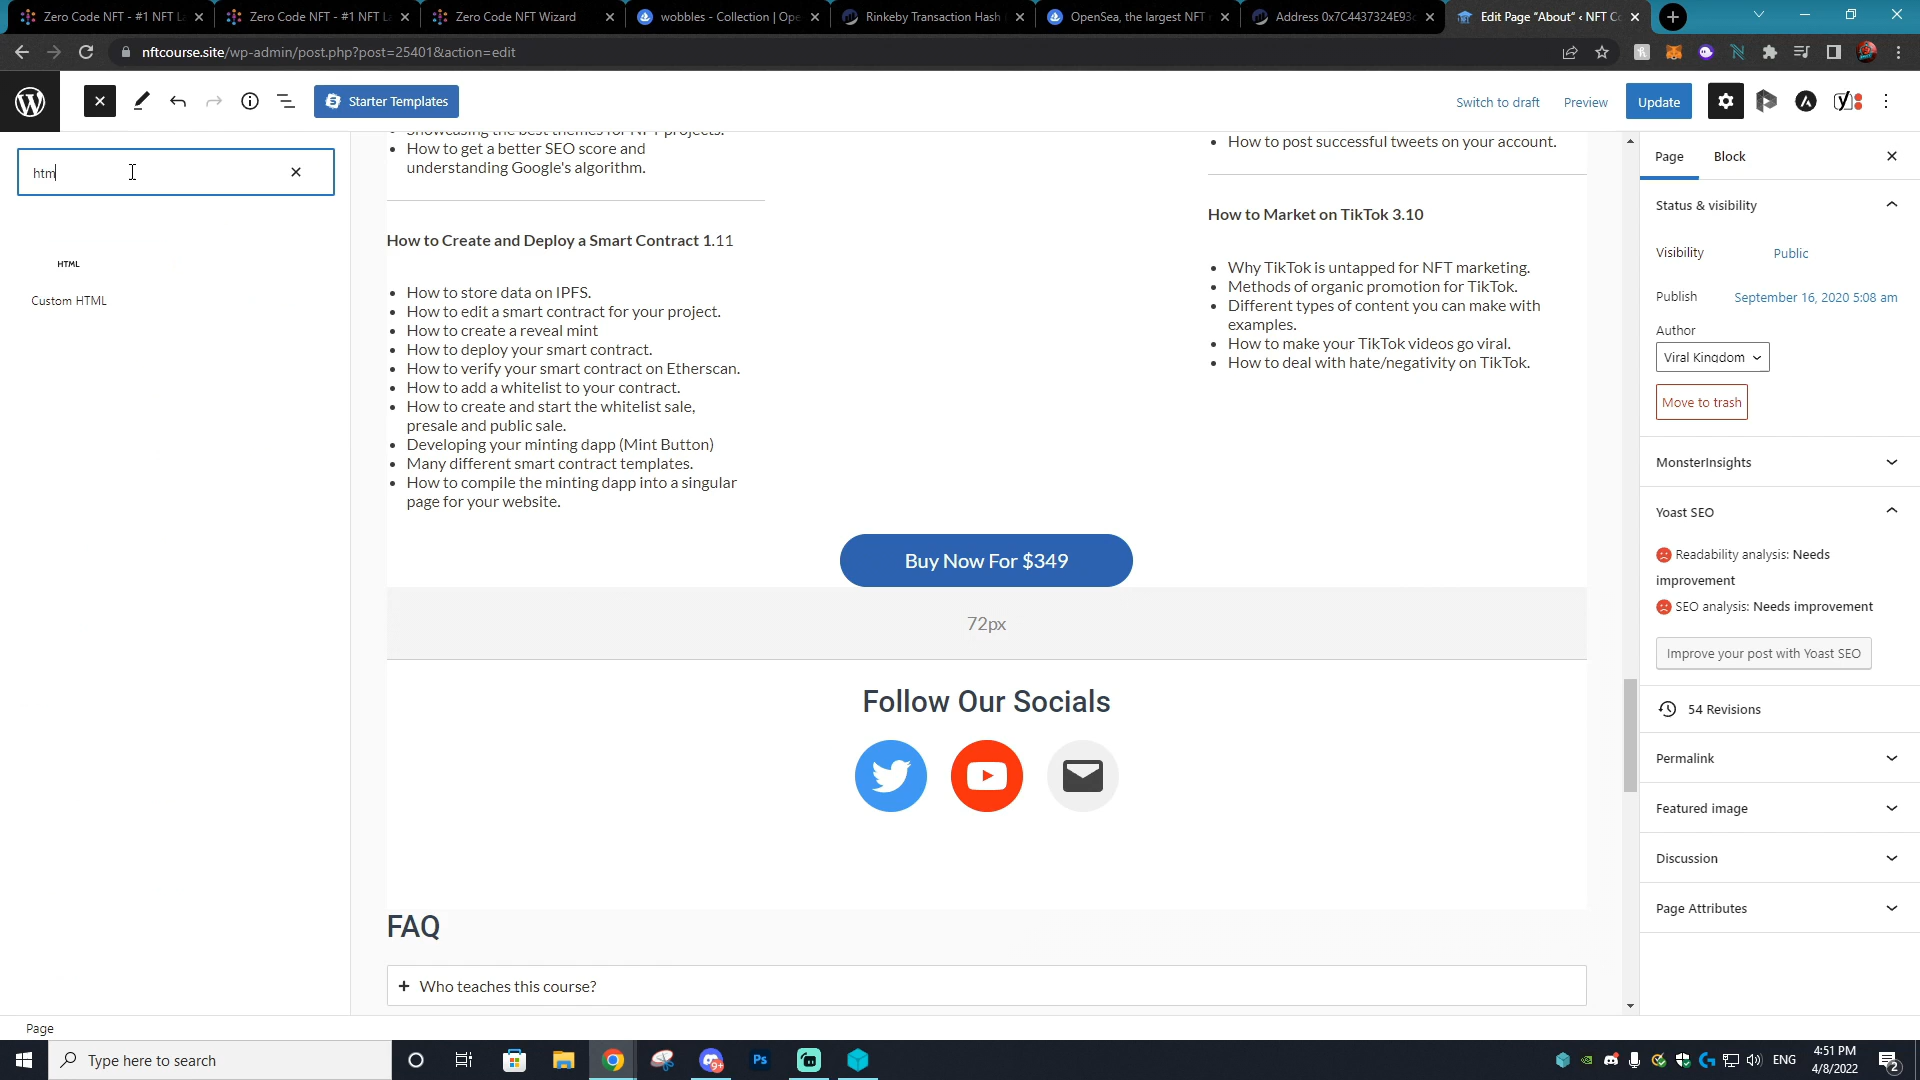 Zero Code NFT - #1 NFT La
Zero Code NFT - #1 NFT La
Zero Code NFT Wizard
wobbles - Collection | Ope
Rinkeby Transaction Hash
OpenSea, the largest NFT
Address 0x7C4437324E93c
Edit Page "About" ‹ NFT Co
nftcourse.site/wp-admin/post.php?post=25401&action=edit
Starter Templates
Switch to draft
Preview
Update
htm
HTML
Custom HTML
Showcasing the best themes for NFT projects.
How to get a better SEO score and
understanding Google's algorithm.
How to Create and Deploy a Smart Contract 1.11
How to store data on IPFS.
How to edit a smart contract for your project.
How to create a reveal mint
How to deploy your smart contract.
How to verify your smart contract on Etherscan.
How to add a whitelist to your contract.
How to create and start the whitelist sale,
presale and public sale.
Developing your minting dapp (Mint Button)
Many different smart contract templates.
How to compile the minting dapp into a singular
page for your website.
How to post successful tweets on your account.
How to Market on TikTok 3.10
Why TikTok is untapped for NFT marketing.
Methods of organic promotion for TikTok.
Different types of content you can make with
examples.
How to make your TikTok videos go viral.
How to deal with hate/negativity on TikTok.
Buy Now For $349
72px
Follow Our Socials
FAQ
+ Who teaches this course?
Page
Block
Status & visibility
Visibility
Public
Publish
September 16, 2020 5:08 am
Author
Viral Kingdom
Move to trash
MonsterInsights
Yoast SEO
Readability analysis: Needs
improvement
SEO analysis: Needs improvement
Improve your post with Yoast SEO
54 Revisions
Permalink
Featured image
Discussion
Page Attributes
Page
Type here to search
9+
Ps
ENG
4:51 PM
4/8/2022
2